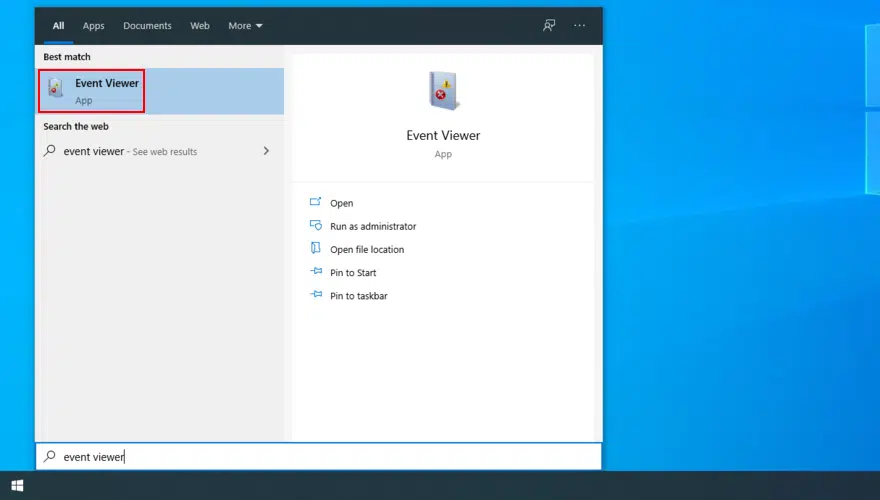 All Apps Documents Web More
Best match
Event Viewer
App
Search the web
event viewer - See web results
Event Viewer
App
Open
Run as administrator
Open file location
Pin to Start
Pin to taskbar
event viewer